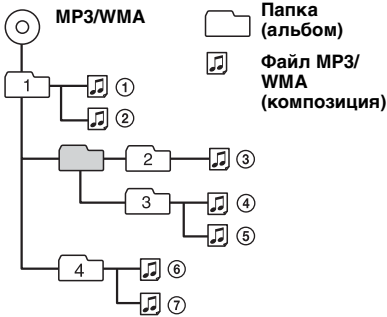 MP3/WMA
Папка
(альбом)
Файл MP3/
WMA
(композиция)
1
①
②
2
③
3
④
⑤
4
⑥
⑦